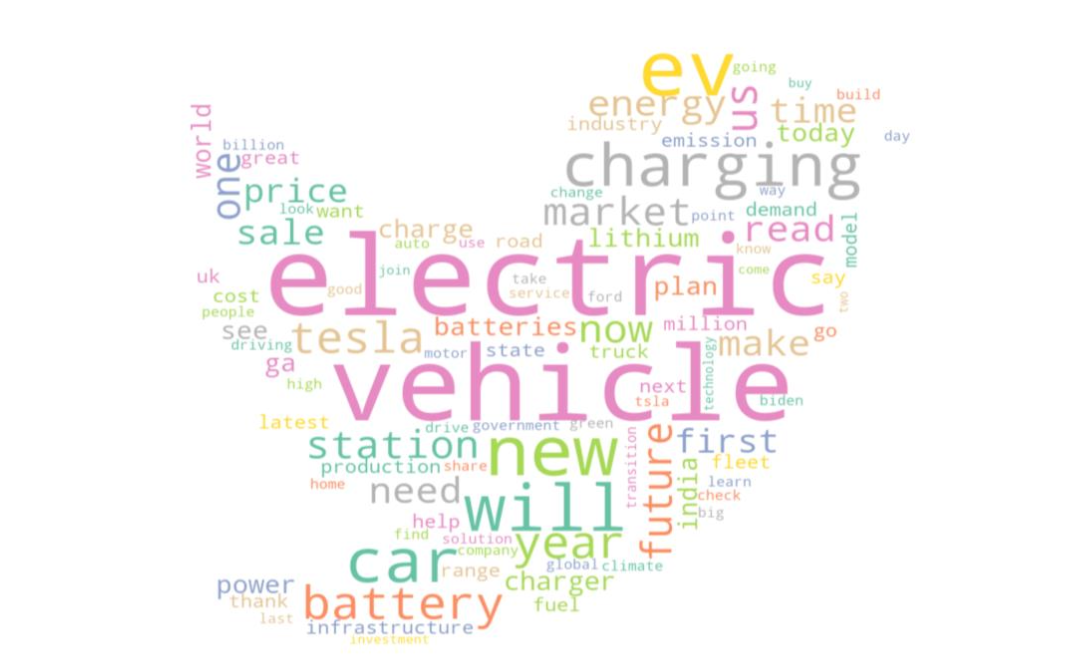 ev
going
buy
build
energy
us
time
world
industry
today
emission
day
billion
great
one
charging
price
change
way
look want
market
point
demand
read
model
sale
charge
auto
use
road
lithium
know
electric
uk
join
good
take
service
ford
plan
come
say
two
cost
people
see
driving
tesla
batteries
now
million
make
go
motor
state
truck
technology
ga
high
vehicle
next
tsla
biden
latest
drive
government
green
station
new
transition
future
first
production
share
fleet
home
india
learn
check
big
need
will
help
find
solution
company
year
car
range
global
climate
charger
power
thank
battery
fuel
last
infrastructure
investment